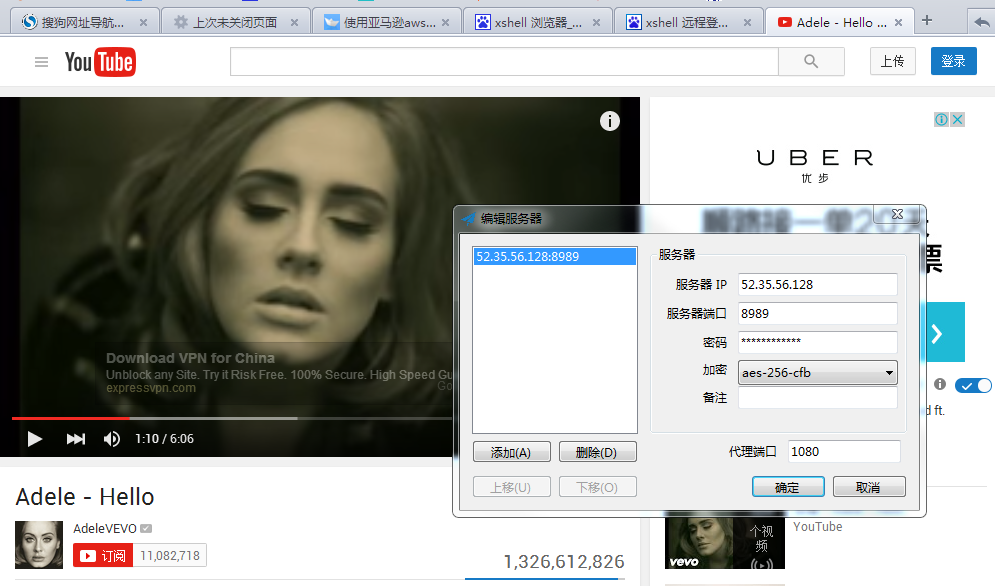 搜狗网址导航...
上次未关闭页面
使用亚马逊aws...
xshell 浏览器_...
xshell 远程登...
Adele - Hello ...
YouTube
上传
登录
UBER
优步
票
Download VPN for China
Unblock any Site. Try it Risk Free. 100% Secure. High Speed Gu
expressvpn.com
Go
1:10 / 6:06
编辑服务器
52.35.56.128:8989
服务器
服务器 IP
52.35.56.128
服务器端口
8989
密码
************
加密
aes-256-cfb
备注
添加(A)
删除(D)
上移(U)
下移(O)
代理端口
1080
确定
取消
d ft.
Adele - Hello
AdeleVEVO
订阅
11,082,718
1,326,612,826
vevo
个视
频
YouTube